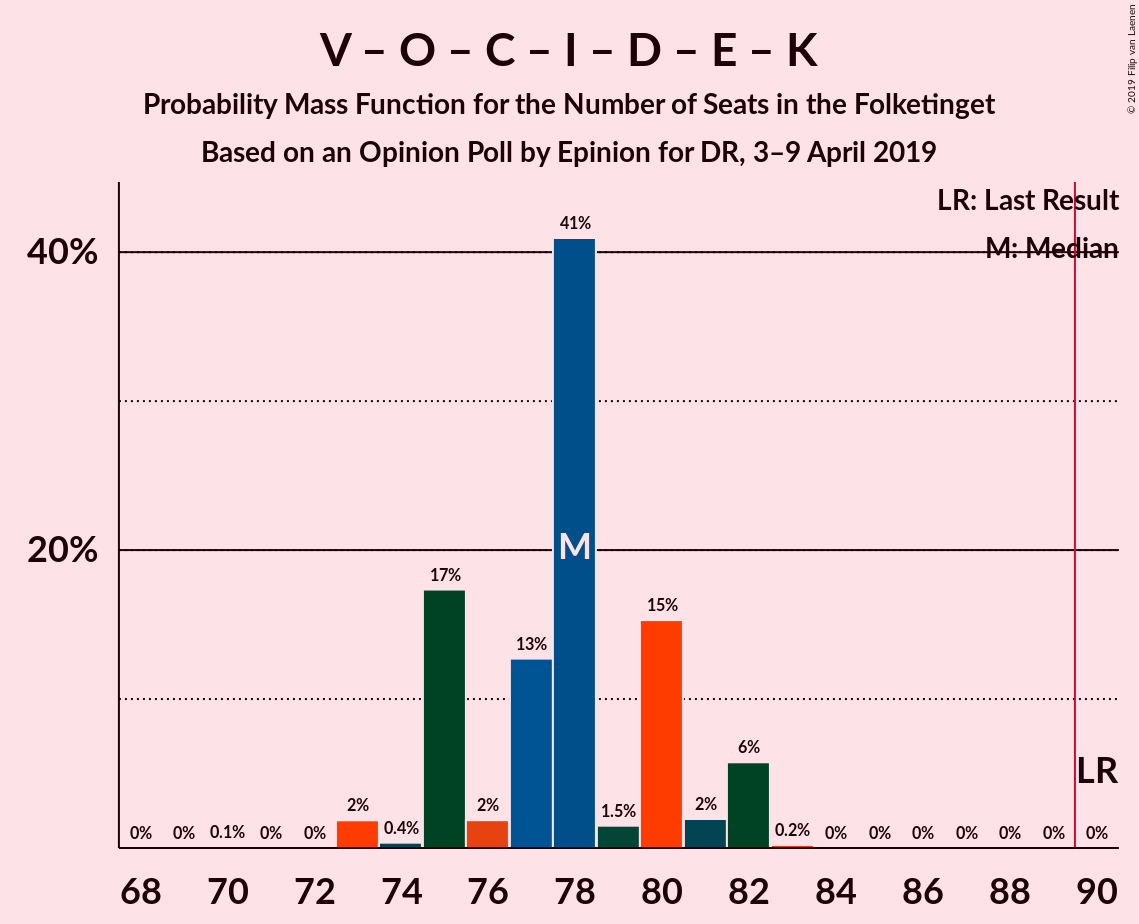 V – O – C – I – D – E – K
Probability Mass Function for the Number of Seats in the Folketinget
Based on an Opinion Poll by Epinion for DR, 3–9 April 2019
© 2019 Filip van Laenen
LR: Last Result
M: Median
40%
20%
0% 0% 0.1% 0% 0% 2% 0.4% 17% 2% 13% 41% 1.5% 15% 2% 6% 0.2% 0% 0% 0% 0% 0% 0% 0%
M
LR
68 70 72 74 76 78 80 82 84 86 88 90